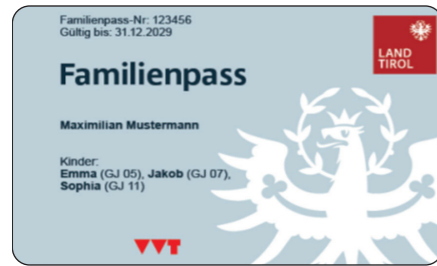 Familienpass-Nr: 123456
Gültig bis: 31.12.2029
LAND
TIROL
Familienpass
Maximilian Mustermann
Kinder:
Emma (GJ 05), Jakob (GJ 07),
Sophia (GJ 11)
VVT